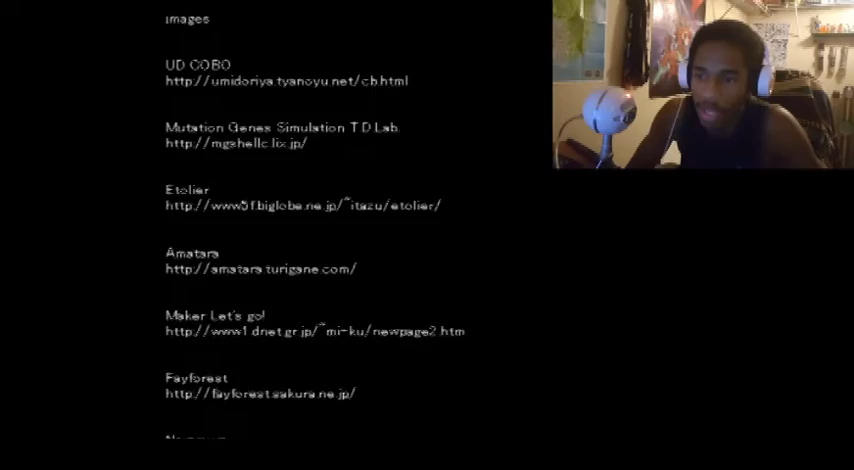 images
UD COBO
http://umidoriya.tyanoyu.net/cb.html
Mutation Genes Simulation T.D.Lab.
http://mgshellc.lix.jp/
Etolier
http://www5f.biglobe.ne.jp/~itazu/etolier/
Amatara
http://amatara.turigane.com/
Maker Let's go!
http://www1.dnet.gr.jp/~mi-ku/newpage2.htm
Fayforest
http://fayforest.sakura.ne.jp/